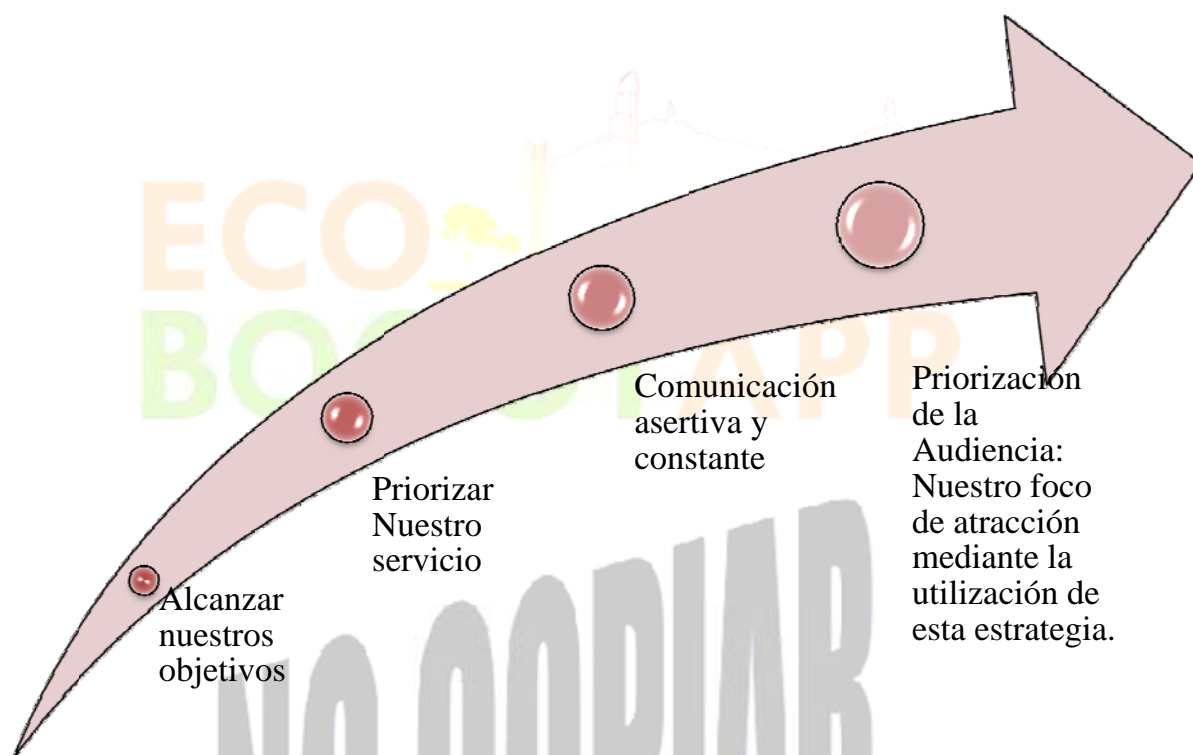 ECO
BOOST APP
Comunicación
asertiva y
constante
Priorización
de la
Audiencia:
Nuestro foco
de atracción
mediante la
utilización de
esta estrategia.
Priorizar
Nuestro
servicio
Alcanzar
nuestros
objetivos
NO COPIAR